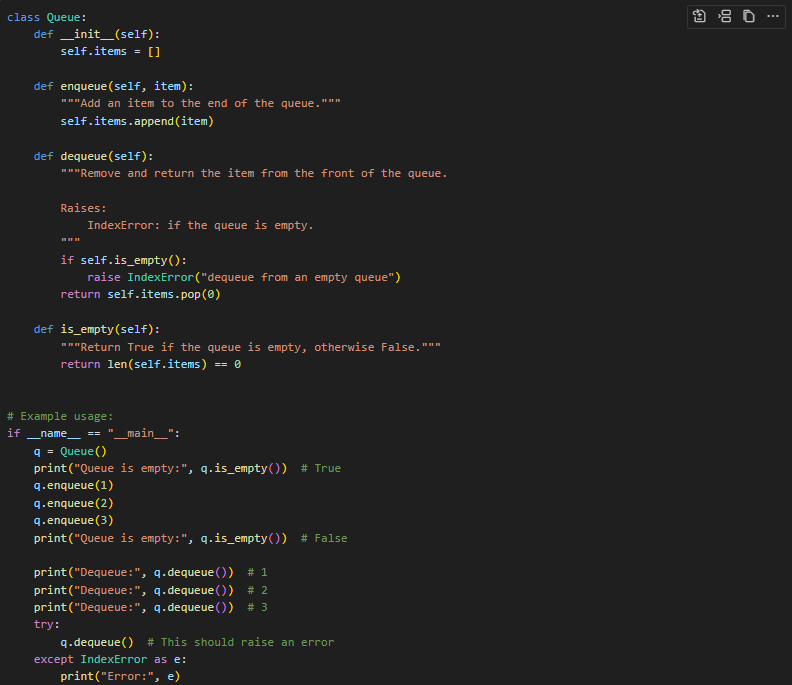 class Queue:
    def __init__(self):
        self.items = []

    def enqueue(self, item):
        """Add an item to the end of the queue."""
        self.items.append(item)

    def dequeue(self):
        """Remove and return the item from the front of the queue.

        Raises:
            IndexError: if the queue is empty.
        """
        if self.is_empty():
            raise IndexError("dequeue from an empty queue")
        return self.items.pop(0)

    def is_empty(self):
        """Return True if the queue is empty, otherwise False."""
        return len(self.items) == 0


# Example usage:
if __name__ == "__main__":
    q = Queue()
    print("Queue is empty:", q.is_empty())  # True
    q.enqueue(1)
    q.enqueue(2)
    q.enqueue(3)
    print("Queue is empty:", q.is_empty())  # False

    print("Dequeue:", q.dequeue())  # 1
    print("Dequeue:", q.dequeue())  # 2
    print("Dequeue:", q.dequeue())  # 3
    try:
        q.dequeue()  # This should raise an error
    except IndexError as e:
        print("Error:", e)